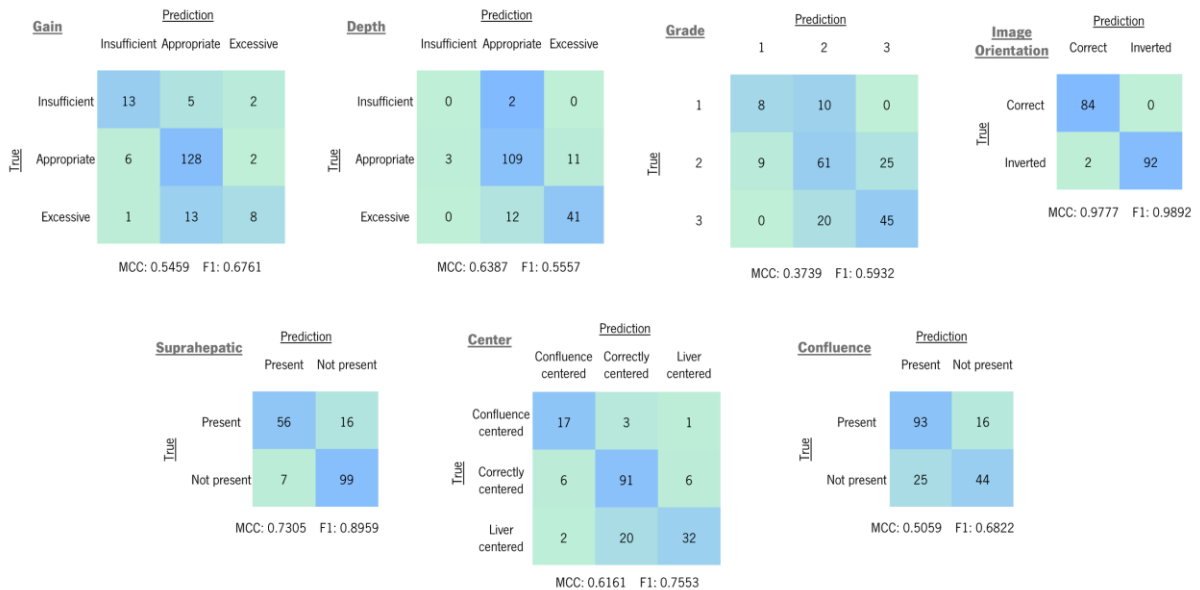 Gain
Prediction
Insufficient Appropriate Excessive
True
Insufficient 13 5 2
Appropriate 6 128 2
Excessive 1 13 8
MCC: 0.5459 F1: 0.6761
Depth
Prediction
Insufficient Appropriate Excessive
True
Insufficient 0 2 0
Appropriate 3 109 11
Excessive 0 12 41
MCC: 0.6387 F1: 0.5557
Grade
Prediction
1 2 3
True
1 8 10 0
2 9 61 25
3 0 20 45
MCC: 0.3739 F1: 0.5932
Image
Orientation
Prediction
Correct Inverted
True
Correct 84 0
Inverted 2 92
MCC: 0.9777 F1: 0.9892
Suprahepatic
Prediction
Present Not present
True
Present 56 16
Not present 7 99
MCC: 0.7305 F1: 0.8959
Center
Prediction
Confluence Correctly Liver
centered centered centered
True
Confluence
centered 17 3 1
Correctly
centered 6 91 6
Liver
centered 2 20 32
MCC: 0.6161 F1: 0.7553
Confluence
Prediction
Present Not present
True
Present 93 16
Not present 25 44
MCC: 0.5059 F1: 0.6822